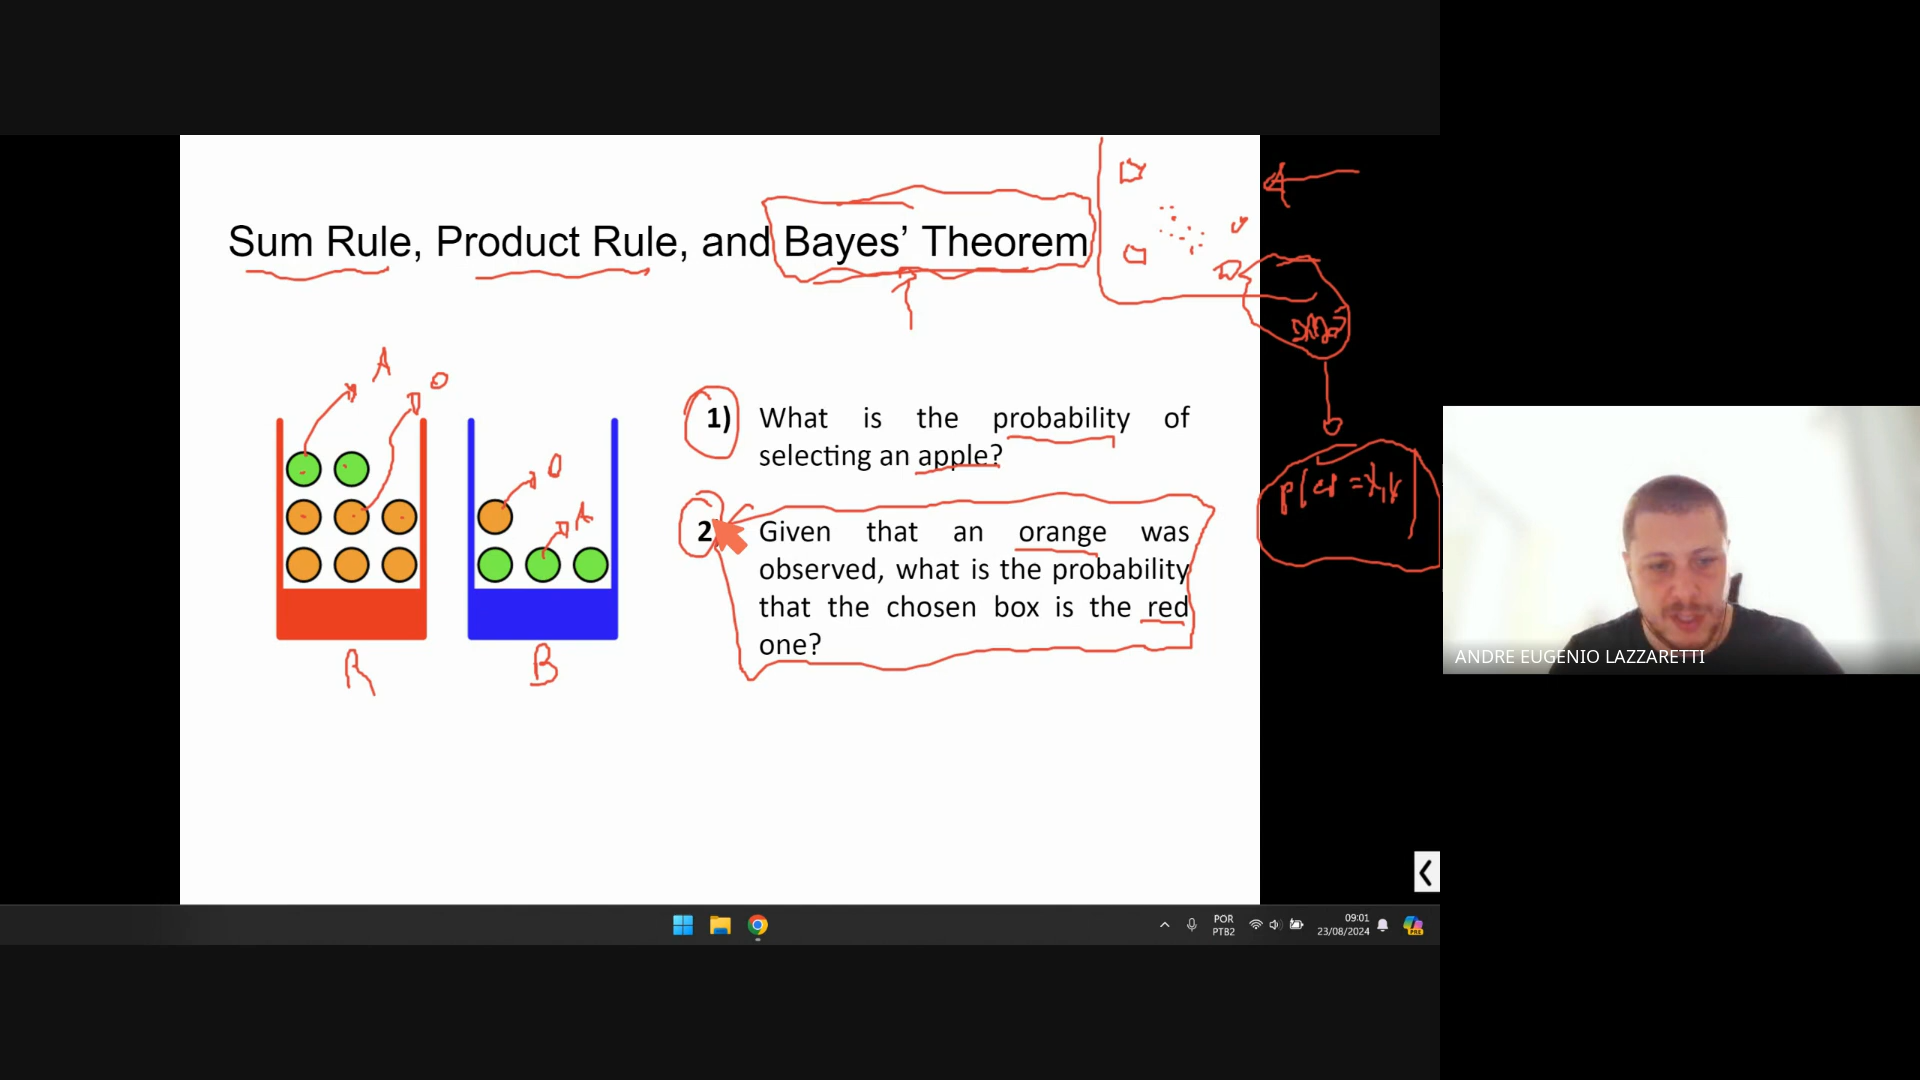 Sum Rule, Product Rule, and Bayes’ Theorem
A
O
1) What is the probability of
selecting an apple?
O
A
2 Given that an orange was
observed, what is the probability
that the chosen box is the red
one?
R
B
ANDRE EUGENIO LAZZARETTI
POR
PTB2
09:01
23/08/2024